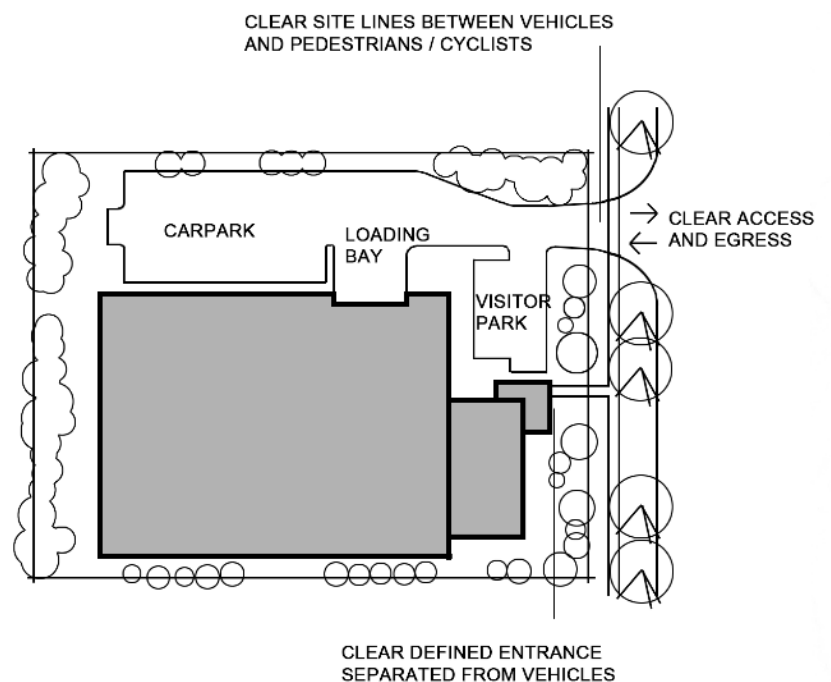 CLEAR SITE LINES BETWEEN VEHICLES
AND PEDESTRIANS / CYCLISTS
CARPARK
LOADING
BAY
CLEAR ACCESS
AND EGRESS
VISITOR
PARK
CLEAR DEFINED ENTRANCE
SEPARATED FROM VEHICLES